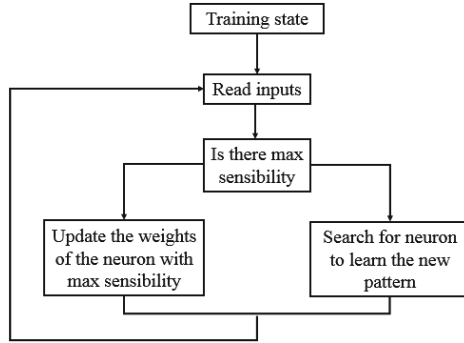 Training state
Read inputs
Is there max
sensibility
Update the weights
of the neuron with
max sensibility
Search for neuron
to learn the new
pattern